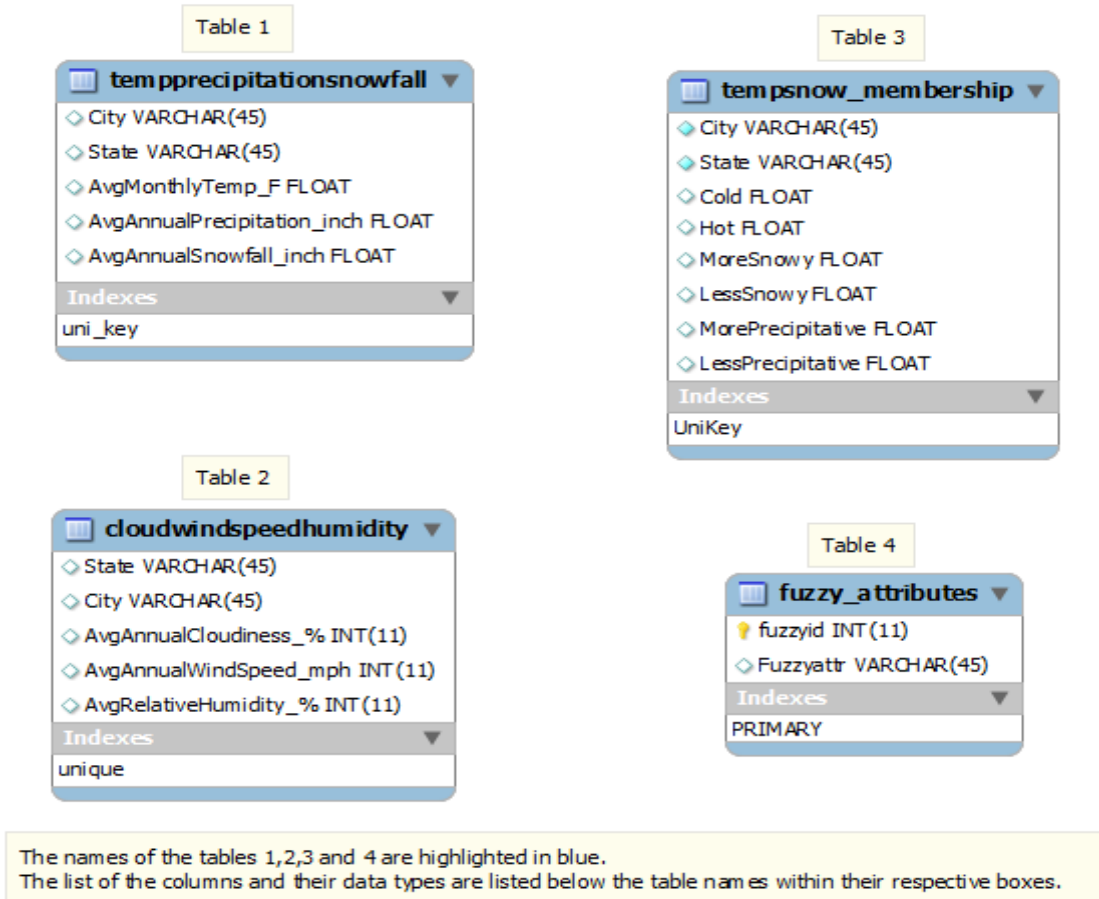 Table 1
tempprecipitationsnowfall
City VARCHAR(45)
State VARCHAR(45)
AvgMonthlyTemp_F FLOAT
AvgAnnualPrecipitation_inch FLOAT
AvgAnnualSnowfall_inch FLOAT
Indexes
uni_key
Table 3
tempsnow_membership
City VARCHAR(45)
State VARCHAR(45)
Cold FLOAT
Hot FLOAT
MoreSnowy FLOAT
LessSnowy FLOAT
MorePrecipitative FLOAT
LessPrecipitative FLOAT
Indexes
UniKey
Table 2
cloudwindspeedhumidity
State VARCHAR(45)
City VARCHAR(45)
AvgAnnualCloudiness_% INT(11)
AvgAnnualWindSpeed_mph INT(11)
AvgRelativeHumidity_% INT(11)
Indexes
unique
Table 4
fuzzy_attributes
fuzzyid INT(11)
Fuzzyattr VARCHAR(45)
Indexes
PRIMARY
The names of the tables 1,2,3 and 4 are highlighted in blue.
The list of the columns and their data types are listed below the table names within their respective boxes.